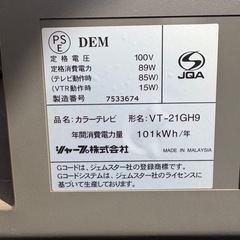 PSE DEM
定格電圧 100V
定格消費電力 89W
(テレビ動作時) 85W)
(VTR動作時) 15W)
製造番号 7533674
JQA
品名:カラーテレビ 形名:VT-21GH9
年間消費電力量 101kWh/年
シャープ株式会社 MADE IN MALAYSIA
Gコードは、ジェムスター社の登録商標です。
Gコードシステムは、ジェムスター社のライセンス
に基づいて生産しております。